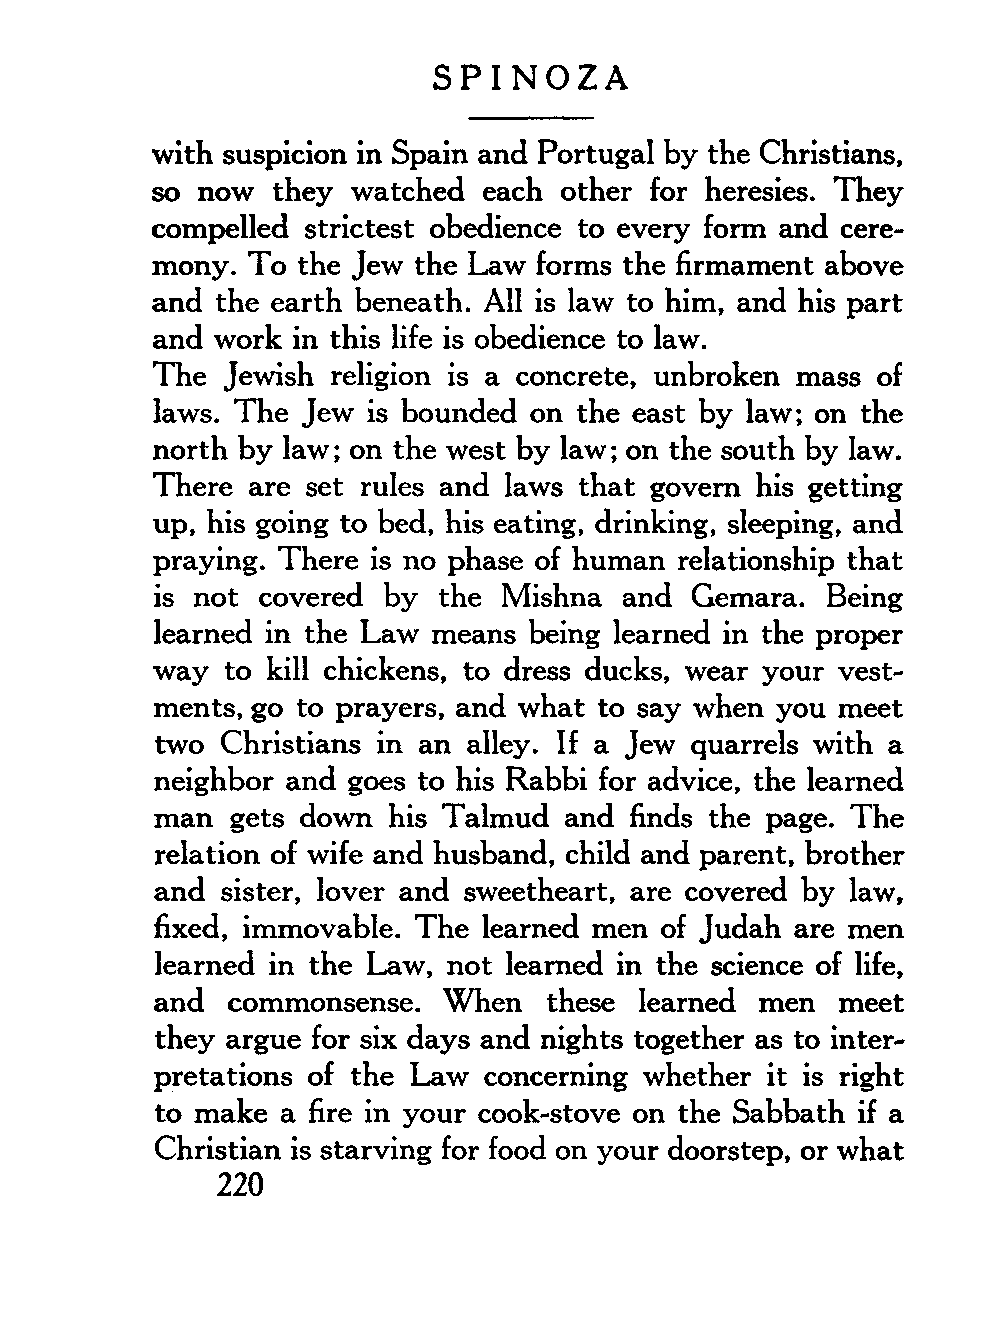 SPINOZA
with suspicion in Spain and Portugal by the Christians,
so now they watched each other for heresies. They
compelled strictest obedience to every form and cere-
mony. To the Jew the Law forms the firmament above
and the earth beneath. All is law to him, and his part
and work in this life is obedience to law.
The Jewish religion is a concrete, unbroken mass of
laws. The Jew is bounded on the east by law; on the
north by law; on the west by law; on the south by law.
There are set rules and laws that govern his getting
up, his going to bed, his eating, drinking, sleeping, and
praying. There is no phase of human relationship that
is not covered by the Mishna and Gemara. Being
learned in the Law means being learned in the proper
way to kill chickens, to dress ducks, wear your vest-
ments, go to prayers, and what to say when you meet
two Christians in an alley. If a Jew quarrels with a
neighbor and goes to his Rabbi for advice, the learned
man gets down his Talmud and finds the page. The
relation of wife and husband, child and parent, brother
and sister, lover and sweetheart, are covered by law,
fixed, immovable. The learned men of Judah are men
learned in the Law, not learned in the science of life,
and commonsense. When these learned men meet
they argue for six days and nights together as to inter-
pretations of the Law concerning whether it is right
to make a fire in your cook-stove on the Sabbath if a
Christian is starving for food on your doorstep, or what
220